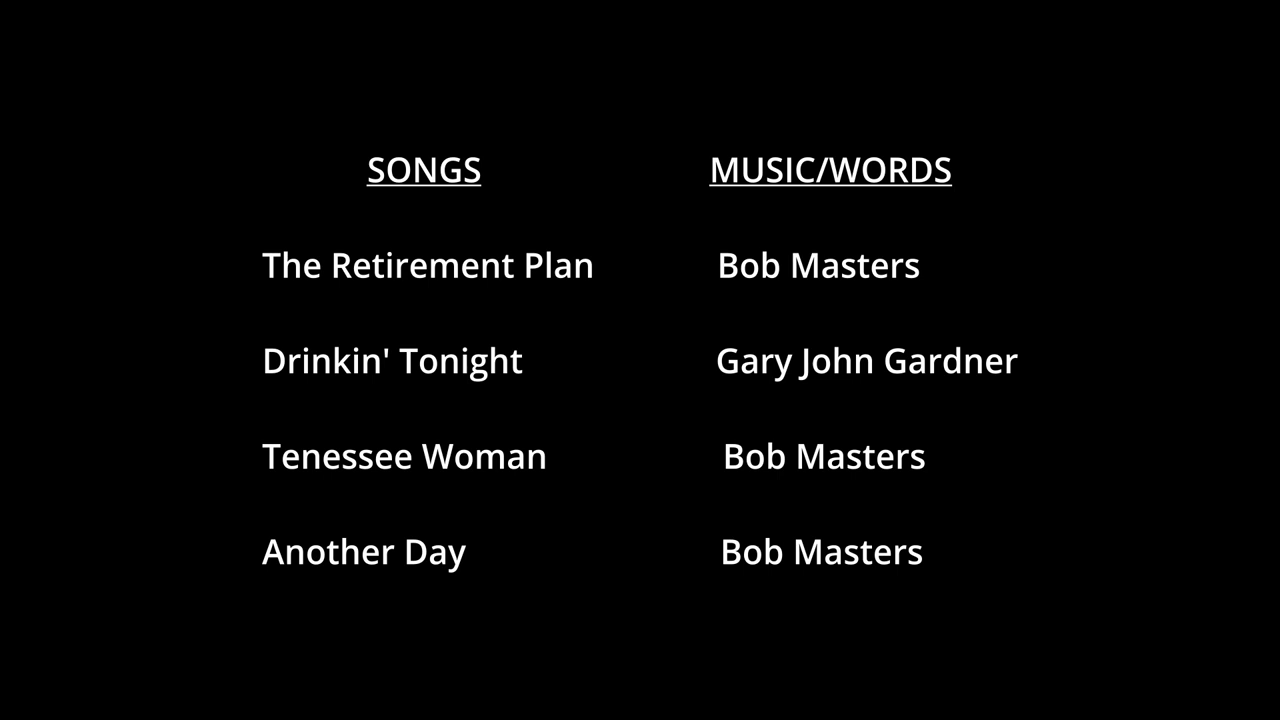 SONGS MUSIC/WORDS
The Retirement Plan Bob Masters
Drinkin' Tonight Gary John Gardner
Tenessee Woman Bob Masters
Another Day Bob Masters